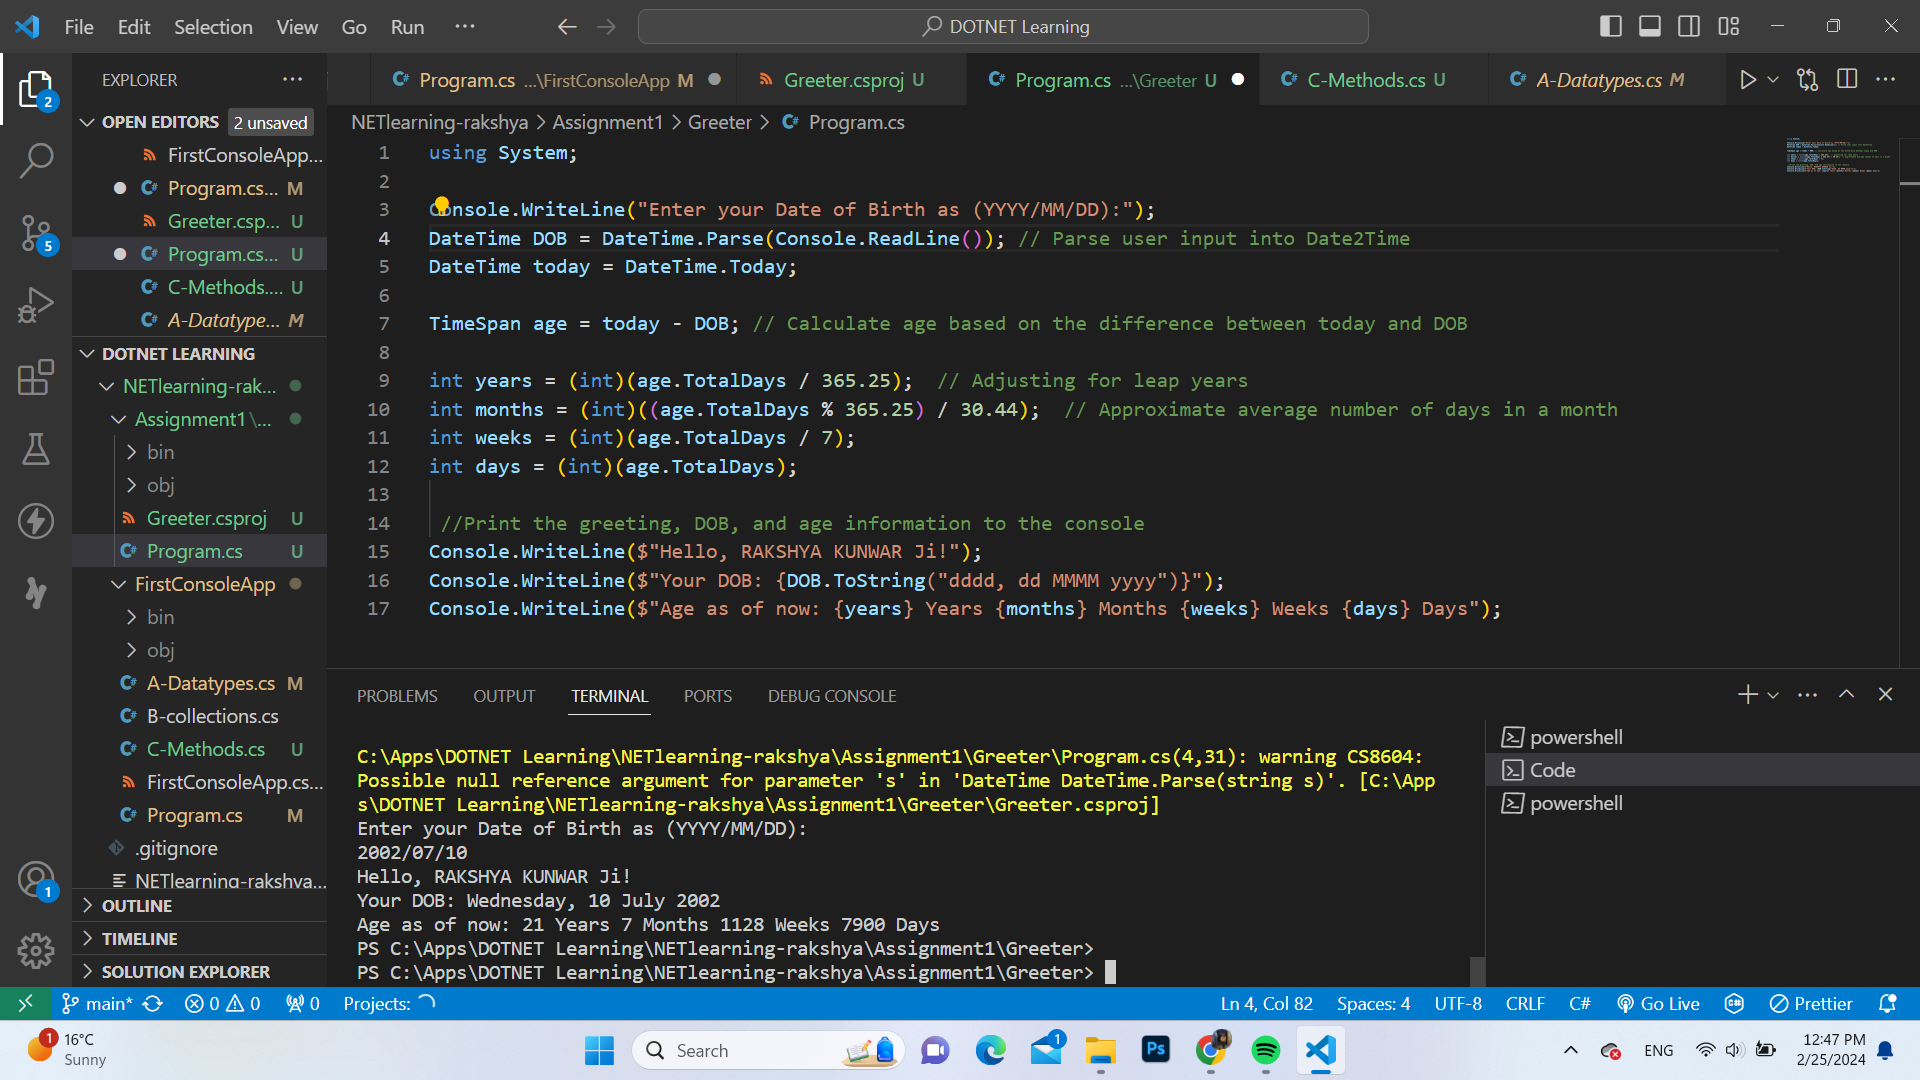 File Edit Selection View Go Run ···
DOTNET Learning
EXPLORER
OPEN EDITORS 2 unsaved
FirstConsoleApp...
Program.cs... M
Greeter.csp... U
Program.cs... U
C-Methods.... U
A-Datatype... M
DOTNET LEARNING
NETlearning-rak...
Assignment1\...
bin
obj
Greeter.csproj U
Program.cs U
FirstConsoleApp
bin
obj
A-Datatypes.cs M
B-collections.cs
C-Methods.cs U
FirstConsoleApp.cs...
Program.cs M
.gitignore
NETlearning-rakshya...
OUTLINE
TIMELINE
SOLUTION EXPLORER
2
5
1
Program.cs ...\FirstConsoleApp M
Greeter.csproj U
Program.cs ...\Greeter U
C-Methods.cs U
A-Datatypes.cs M
NETlearning-rakshya > Assignment1 > Greeter > Program.cs
1 using System;
2
3 Console.WriteLine("Enter your Date of Birth as (YYYY/MM/DD):");
4 DateTime DOB = DateTime.Parse(Console.ReadLine()); // Parse user input into Date2Time
5 DateTime today = DateTime.Today;
6
7 TimeSpan age = today - DOB; // Calculate age based on the difference between today and DOB
8
9 int years = (int)(age.TotalDays / 365.25); // Adjusting for leap years
10 int months = (int)((age.TotalDays % 365.25) / 30.44); // Approximate average number of days in a month
11 int weeks = (int)(age.TotalDays / 7);
12 int days = (int)(age.TotalDays);
13
14 //Print the greeting, DOB, and age information to the console
15 Console.WriteLine($"Hello, RAKSHYA KUNWAR Ji!");
16 Console.WriteLine($"Your DOB: {DOB.ToString("dddd, dd MMMM yyyy")}");
17 Console.WriteLine($"Age as of now: {years} Years {months} Months {weeks} Weeks {days} Days");
PROBLEMS OUTPUT TERMINAL PORTS DEBUG CONSOLE
C:\Apps\DOTNET Learning\NETlearning-rakshya\Assignment1\Greeter\Program.cs(4,31): warning CS8604:
Possible null reference argument for parameter 's' in 'DateTime DateTime.Parse(string s)'. [C:\App
s\DOTNET Learning\NETlearning-rakshya\Assignment1\Greeter\Greeter.csproj]
Enter your Date of Birth as (YYYY/MM/DD):
2002/07/10
Hello, RAKSHYA KUNWAR Ji!
Your DOB: Wednesday, 10 July 2002
Age as of now: 21 Years 7 Months 1128 Weeks 7900 Days
PS C:\Apps\DOTNET Learning\NETlearning-rakshya\Assignment1\Greeter>
PS C:\Apps\DOTNET Learning\NETlearning-rakshya\Assignment1\Greeter>
powershell
Code
powershell
main* 0 0 0 Projects:
Ln 4, Col 82 Spaces: 4 UTF-8 CRLF C# Go Live Prettier
1
16°C
Sunny
Search
Ps
1
ENG
12:47 PM
2/25/2024